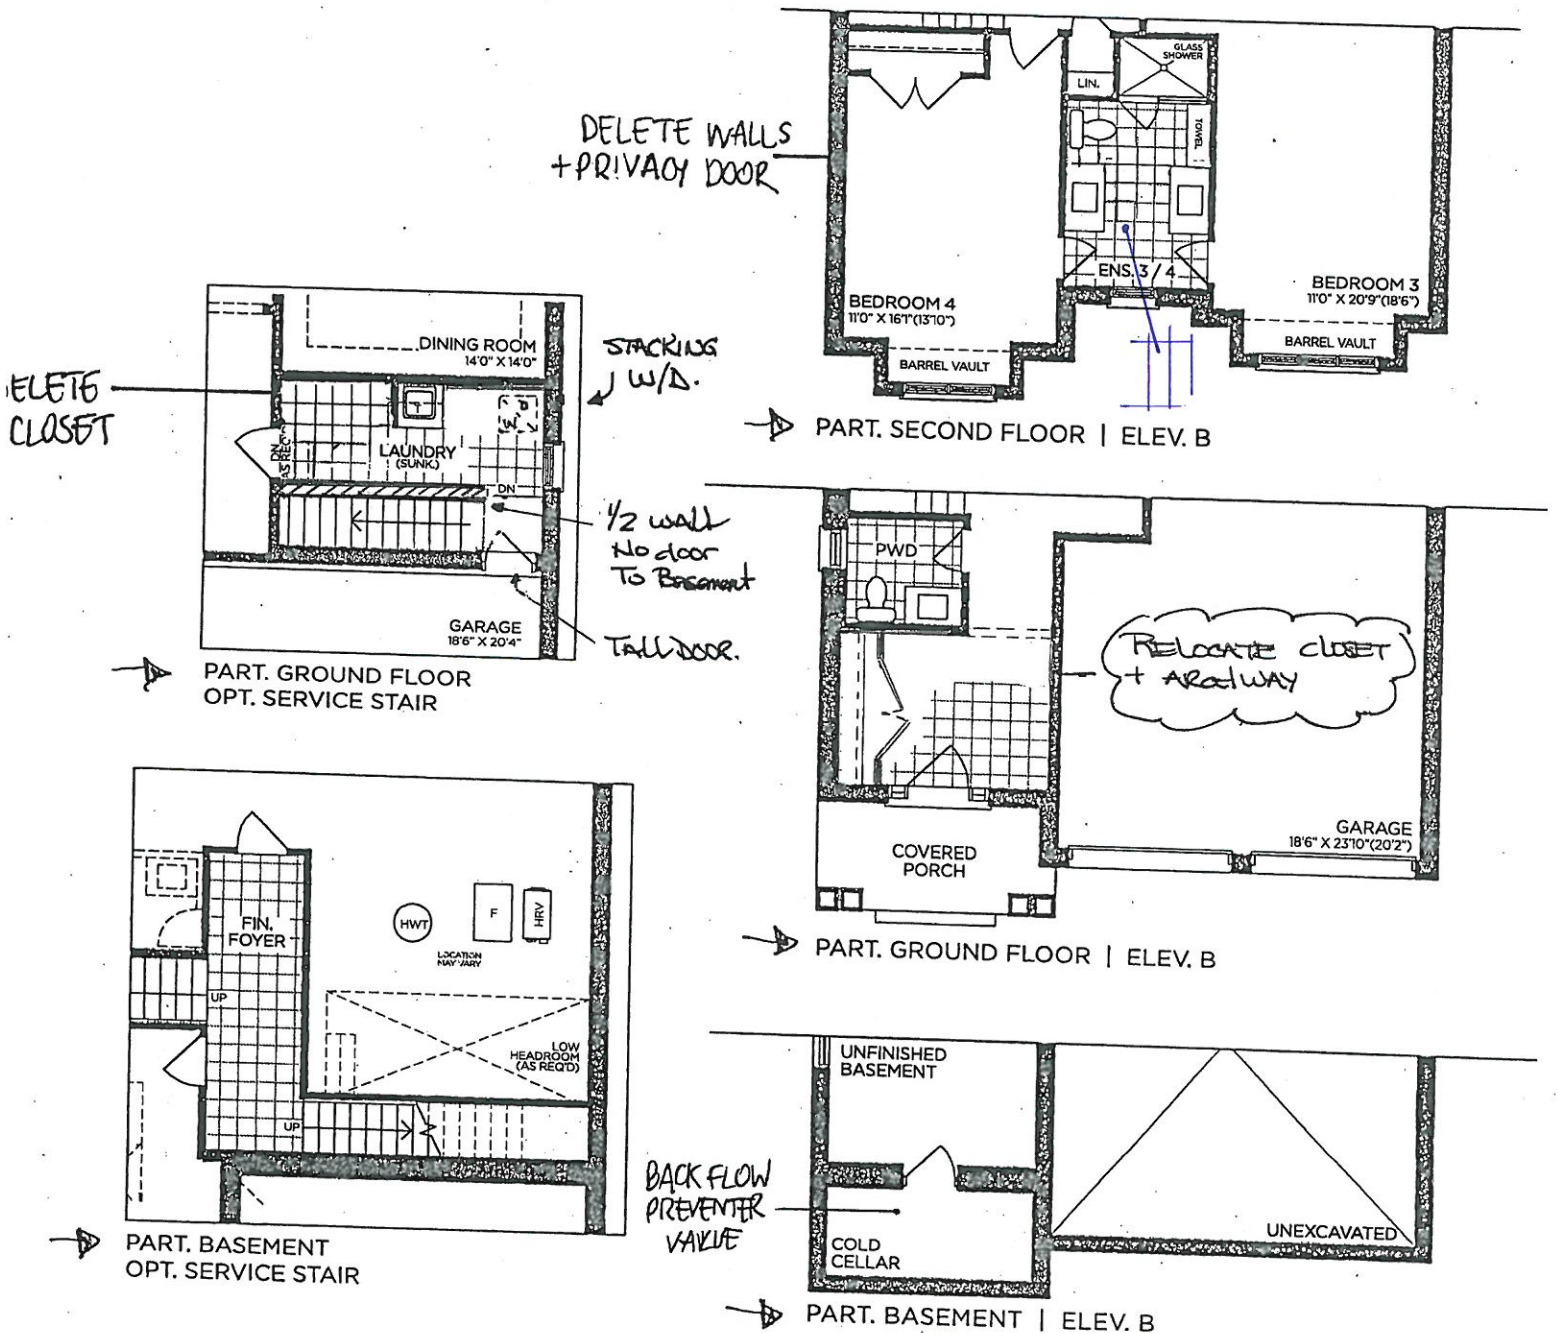 GLASS
SHOWER
LIN.
TOWEL
DELETE WALLS
+ PRIVACY DOOR
ENS. 3 / 4
BEDROOM 4
11'0" X 16'1"(13'10")
BEDROOM 3
11'0" X 20'9"(18'6")
BARREL VAULT
BARREL VAULT
PART. SECOND FLOOR | ELEV. B
DINING ROOM
14'0" X 14'0"
STACKING
W/D.
ELETE
CLOSET
DN
AS REQ'D
LAUNDRY
(SUNK.)
DN
1/2 WALL
No door
To Basement
GARAGE
18'6" X 20'4"
TALL DOOR.
PART. GROUND FLOOR
OPT. SERVICE STAIR
PWD
RELOCATE CLOSET
+ ARCHWAY
GARAGE
18'6" X 23'10"(20'2")
COVERED
PORCH
PART. GROUND FLOOR | ELEV. B
FIN.
FOYER
HWT
F
HRV
LOCATION
MAY VARY
UP
LOW
HEADROOM
(AS REQ'D)
UP
PART. BASEMENT
OPT. SERVICE STAIR
UNFINISHED
BASEMENT
BACK FLOW
PREVENTER
VALVE
COLD
CELLAR
UNEXCAVATED
PART. BASEMENT | ELEV. B